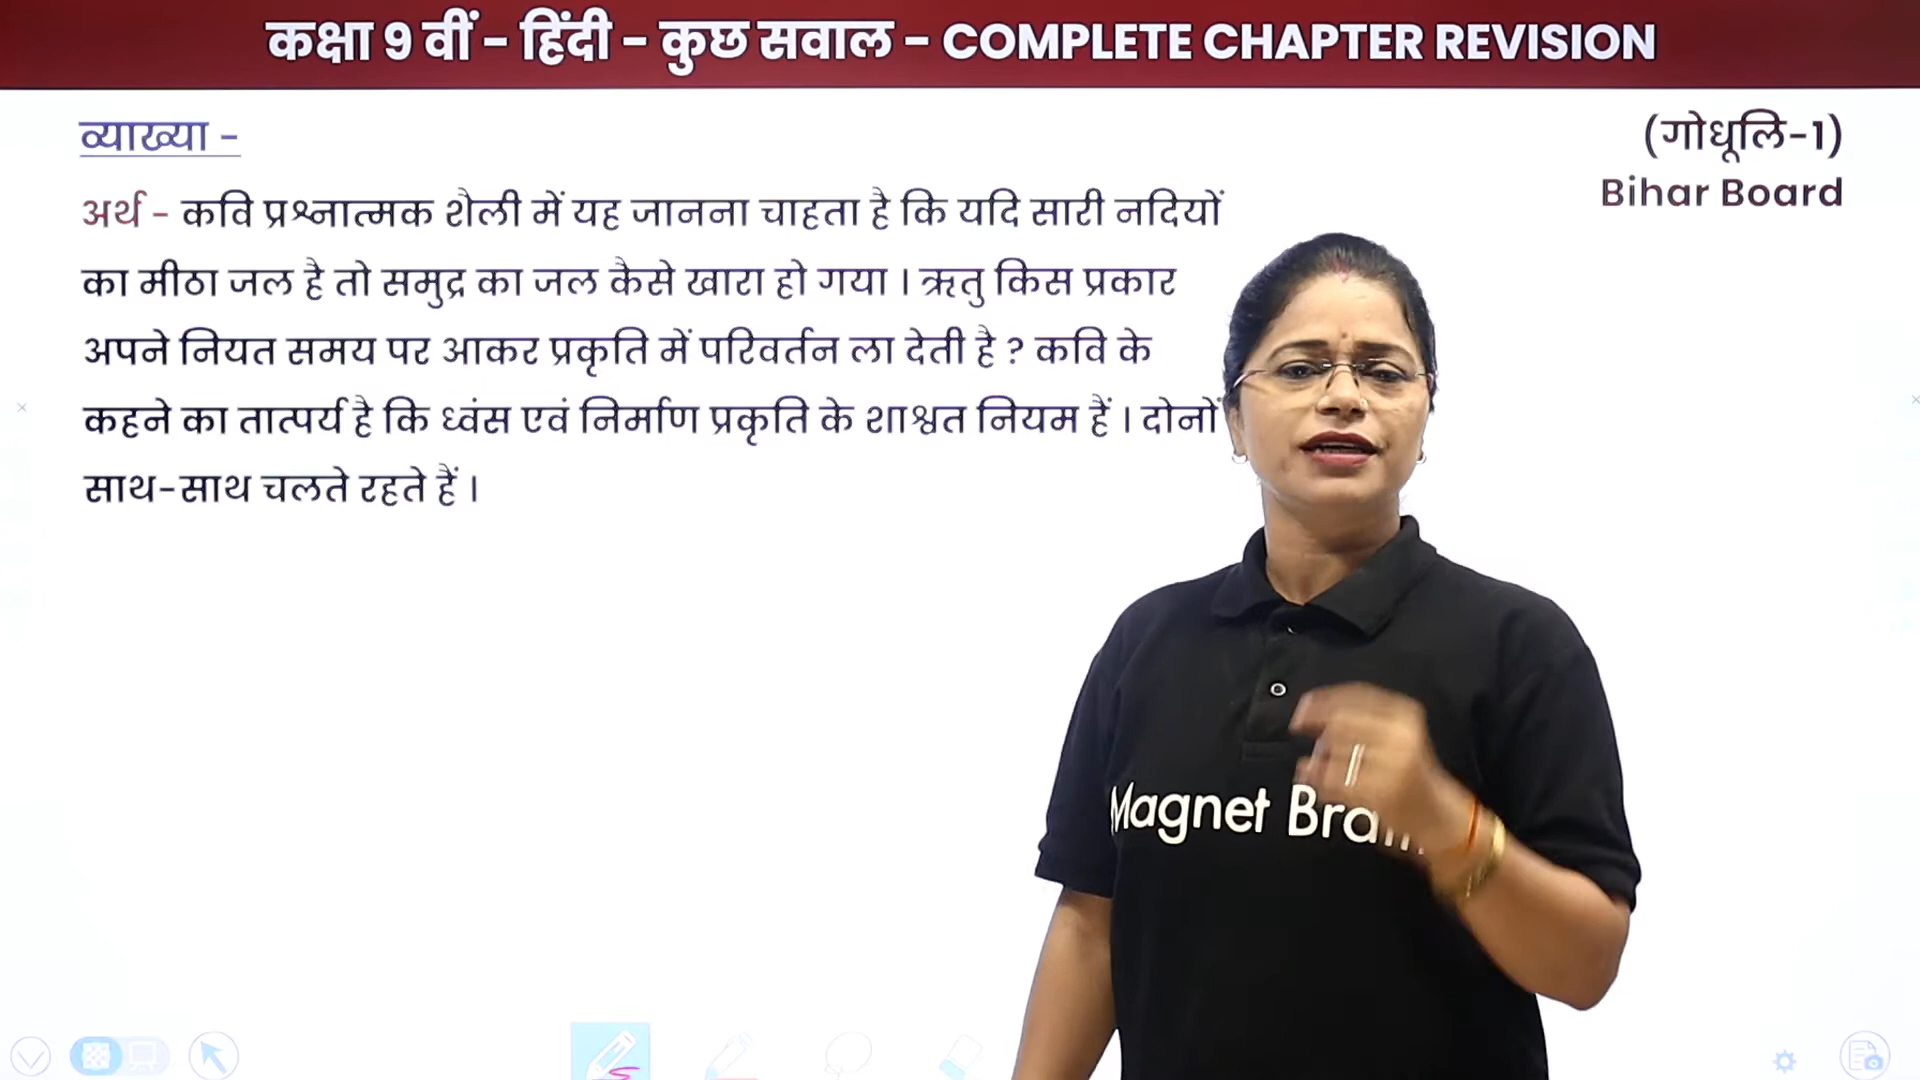 कक्षा 9 वीं - हिंदी - कुछ सवाल - COMPLETE CHAPTER REVISION
व्याख्या -
(गोधूलि-1)
Bihar Board
अर्थ - कवि प्रश्नात्मक शैली में यह जानना चाहता है कि यदि सारी नदियों
का मीठा जल है तो समुद्र का जल कैसे खारा हो गया । ऋतु किस प्रकार
अपने नियत समय पर आकर प्रकृति में परिवर्तन ला देती है ? कवि के
कहने का तात्पर्य है कि ध्वंस एवं निर्माण प्रकृति के शाश्वत नियम हैं । दोनों
साथ-साथ चलते रहते हैं ।
Magnet